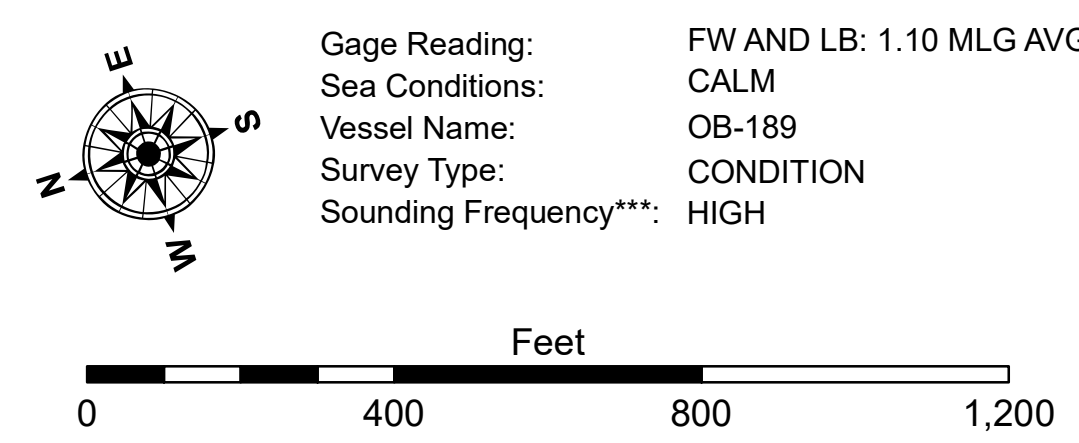 E
S
N
W
Gage Reading: FW AND LB: 1.10 MLG AVG
Sea Conditions: CALM
Vessel Name: OB-189
Survey Type: CONDITION
Sounding Frequency***: HIGH
Feet
0 400 800 1,200